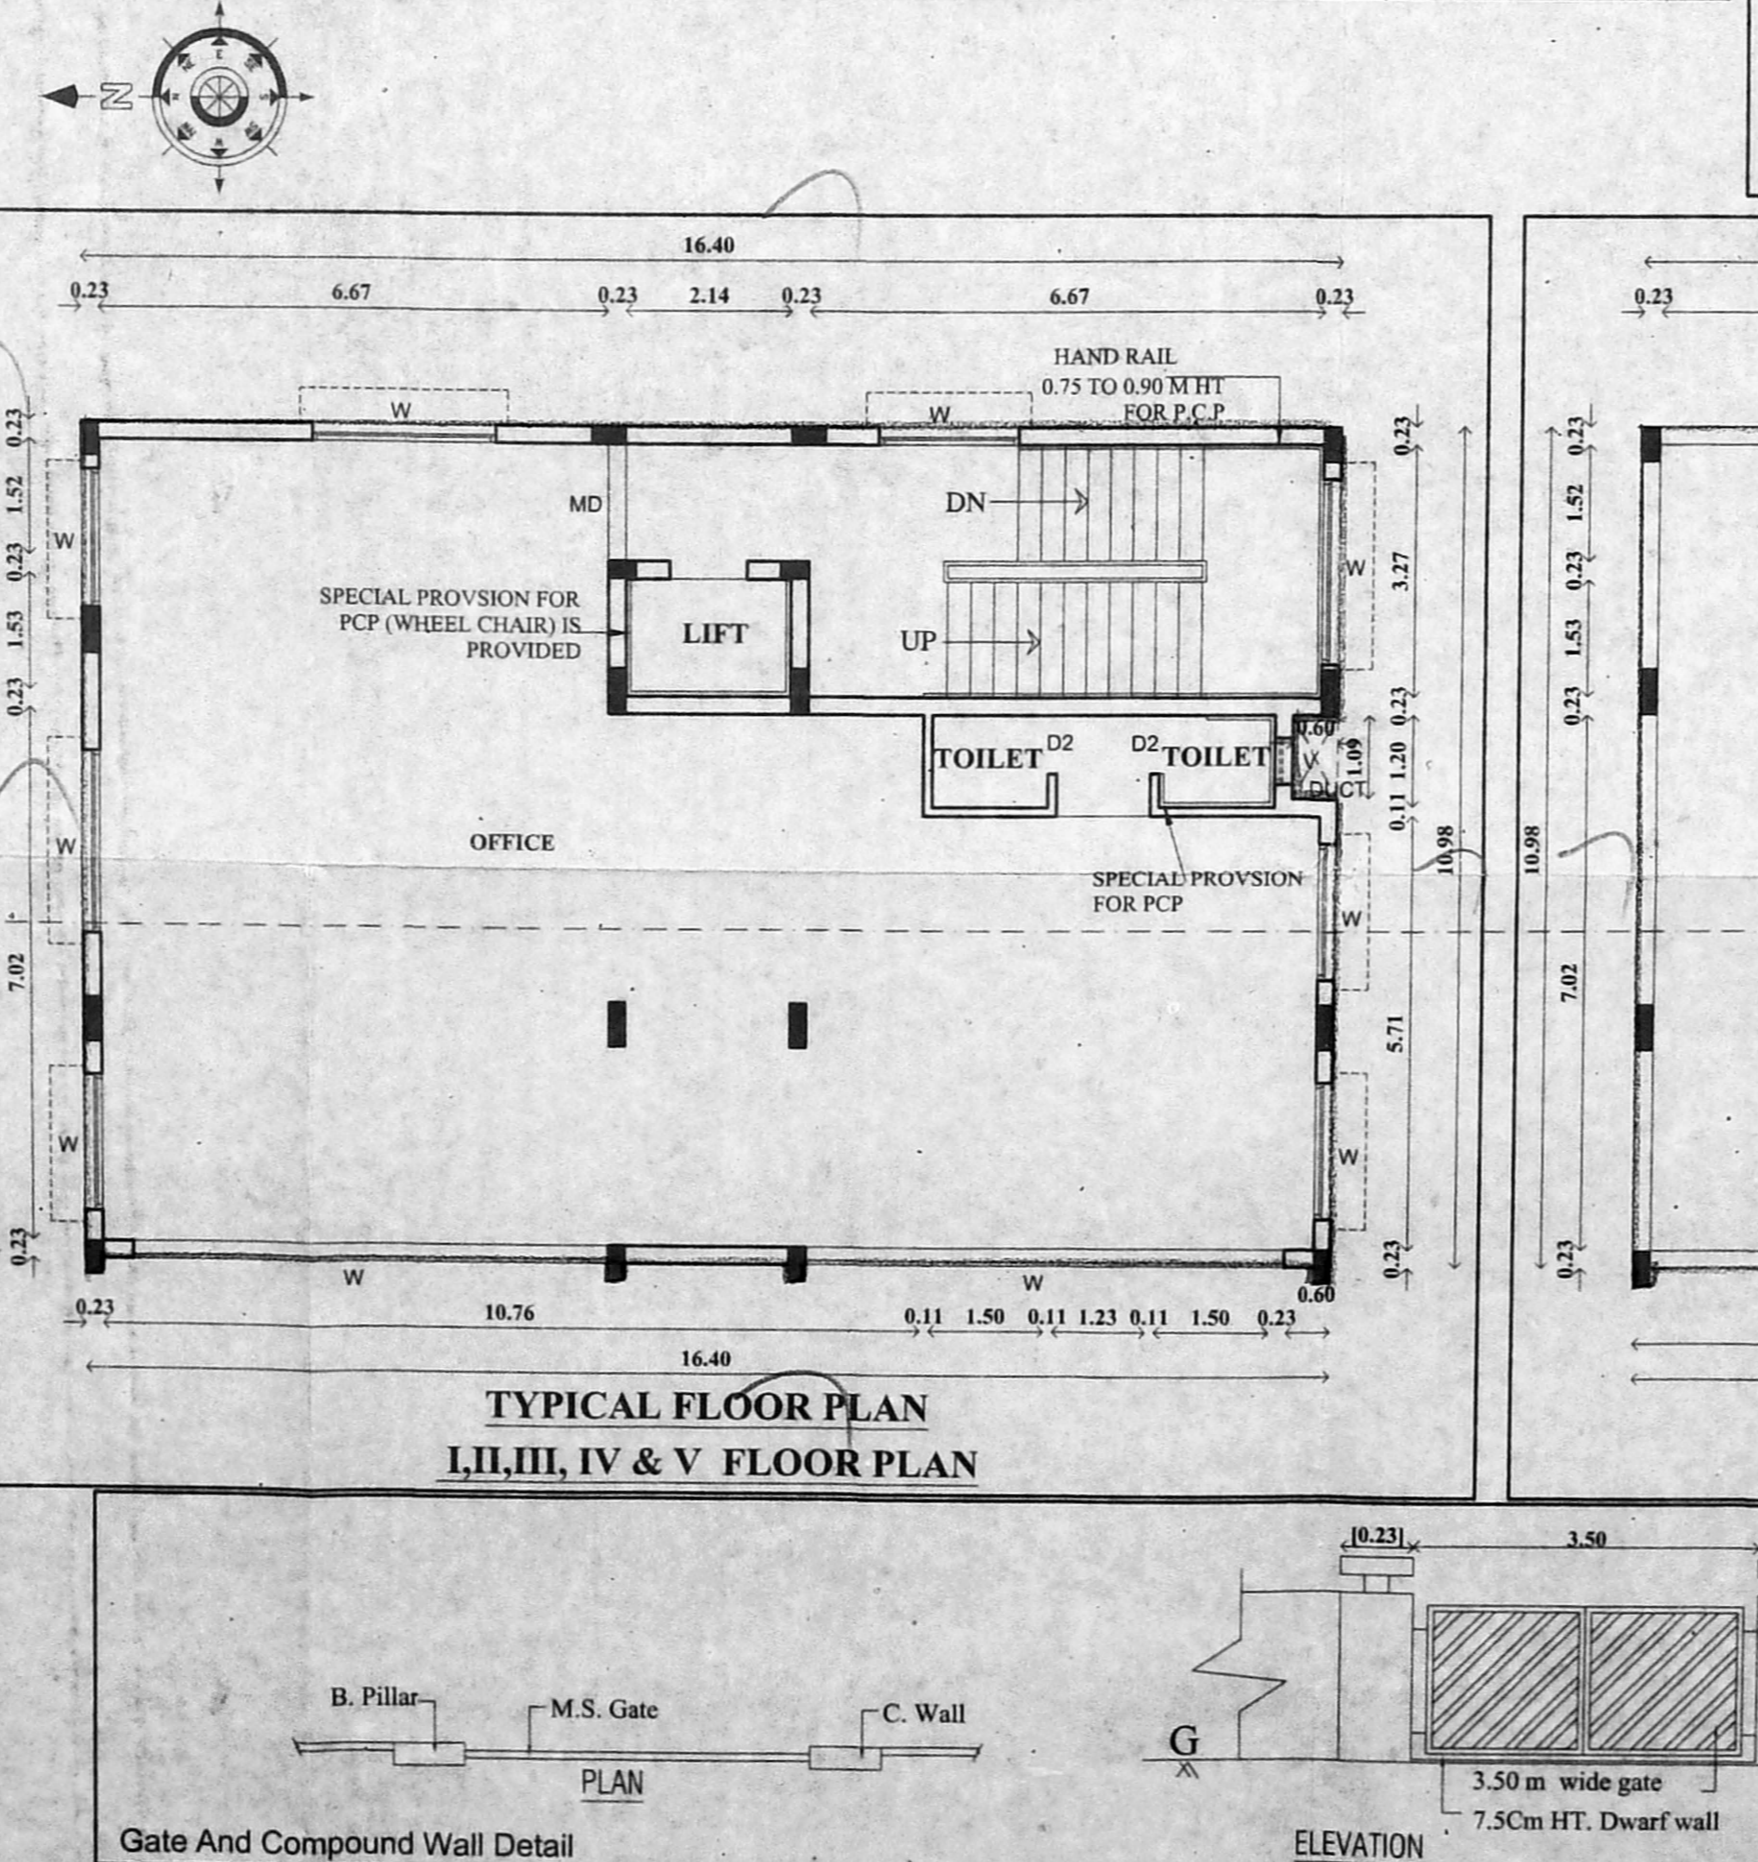 N
E
S
W
N
16.40
0.23 6.67 0.23 2.14 0.23 6.67 0.23
0.23
HAND RAIL
0.75 TO 0.90 M HT
FOR P.C.P
W
W
0.23
1.52
0.23
1.53
0.23
7.02
0.23
W
W
W
MD
DN
UP
SPECIAL PROVSION FOR
PCP (WHEEL CHAIR) IS
PROVIDED
LIFT
W
0.23
3.27
0.23
1.20
0.11
5.71
0.23
10.98
TOILET D2
D2 TOILET
0.60
V
1.09
DUCT
OFFICE
SPECIAL PROVSION
FOR PCP
W
W
10.98
0.23
1.52
0.23
1.53
0.23
7.02
0.23
W
W
0.60
0.23 10.76 0.11 1.50 0.11 1.23 0.11 1.50 0.23
16.40
TYPICAL FLOOR PLAN
I,II,III, IV & V FLOOR PLAN
[0.23] 3.50
B. Pillar
M.S. Gate
C. Wall
PLAN
G
3.50 m wide gate
7.5Cm HT. Dwarf wall
Gate And Compound Wall Detail
ELEVATION